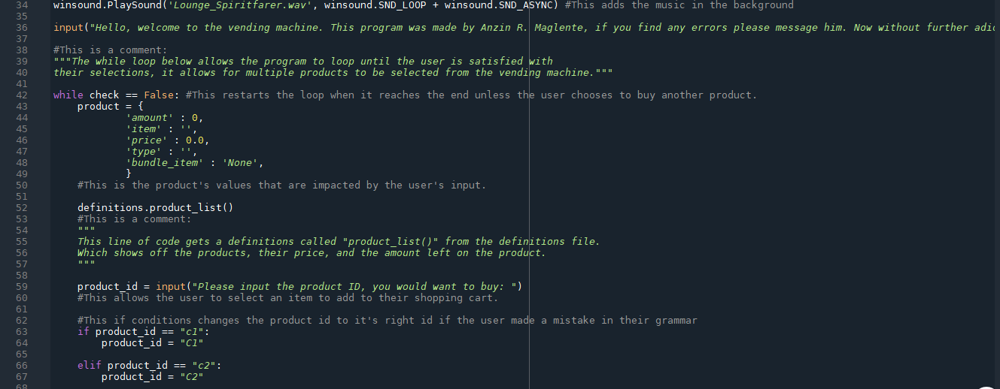 34 winsound.PlaySound('Lounge_Spiritfarer.wav', winsound.SND_LOOP + winsound.SND_ASYNC) #This adds the music in the background
35
36 input("Hello, welcome to the vending machine. This program was made by Anzin R. Maglente, if you find any errors please message him. Now without further adi
37
38 #This is a comment:
39 """The while loop below allows the program to loop until the user is satisfied with
40 their selections, it allows for multiple products to be selected from the vending machine."""
41
42 while check == False: #This restarts the loop when it reaches the end unless the user chooses to buy another product.
43     product = {
44             'amount' : 0,
45             'item' : '',
46             'price' : 0.0,
47             'type' : '',
48             'bundle_item' : 'None',
49             }
50     #This is the product's values that are impacted by the user's input.
51
52     definitions.product_list()
53     #This is a comment:
54     """
55     This line of code gets a definitions called "product_list()" from the definitions file.
56     Which shows off the products, their price, and the amount left on the product.
57     """
58
59     product_id = input("Please input the product ID, you would want to buy: ")
60     #This allows the user to select an item to add to their shopping cart.
61
62     #This if conditions changes the product id to it's right id if the user made a mistake in their grammar
63     if product_id == "c1":
64         product_id = "C1"
65
66     elif product_id == "c2":
67         product_id = "C2"
68